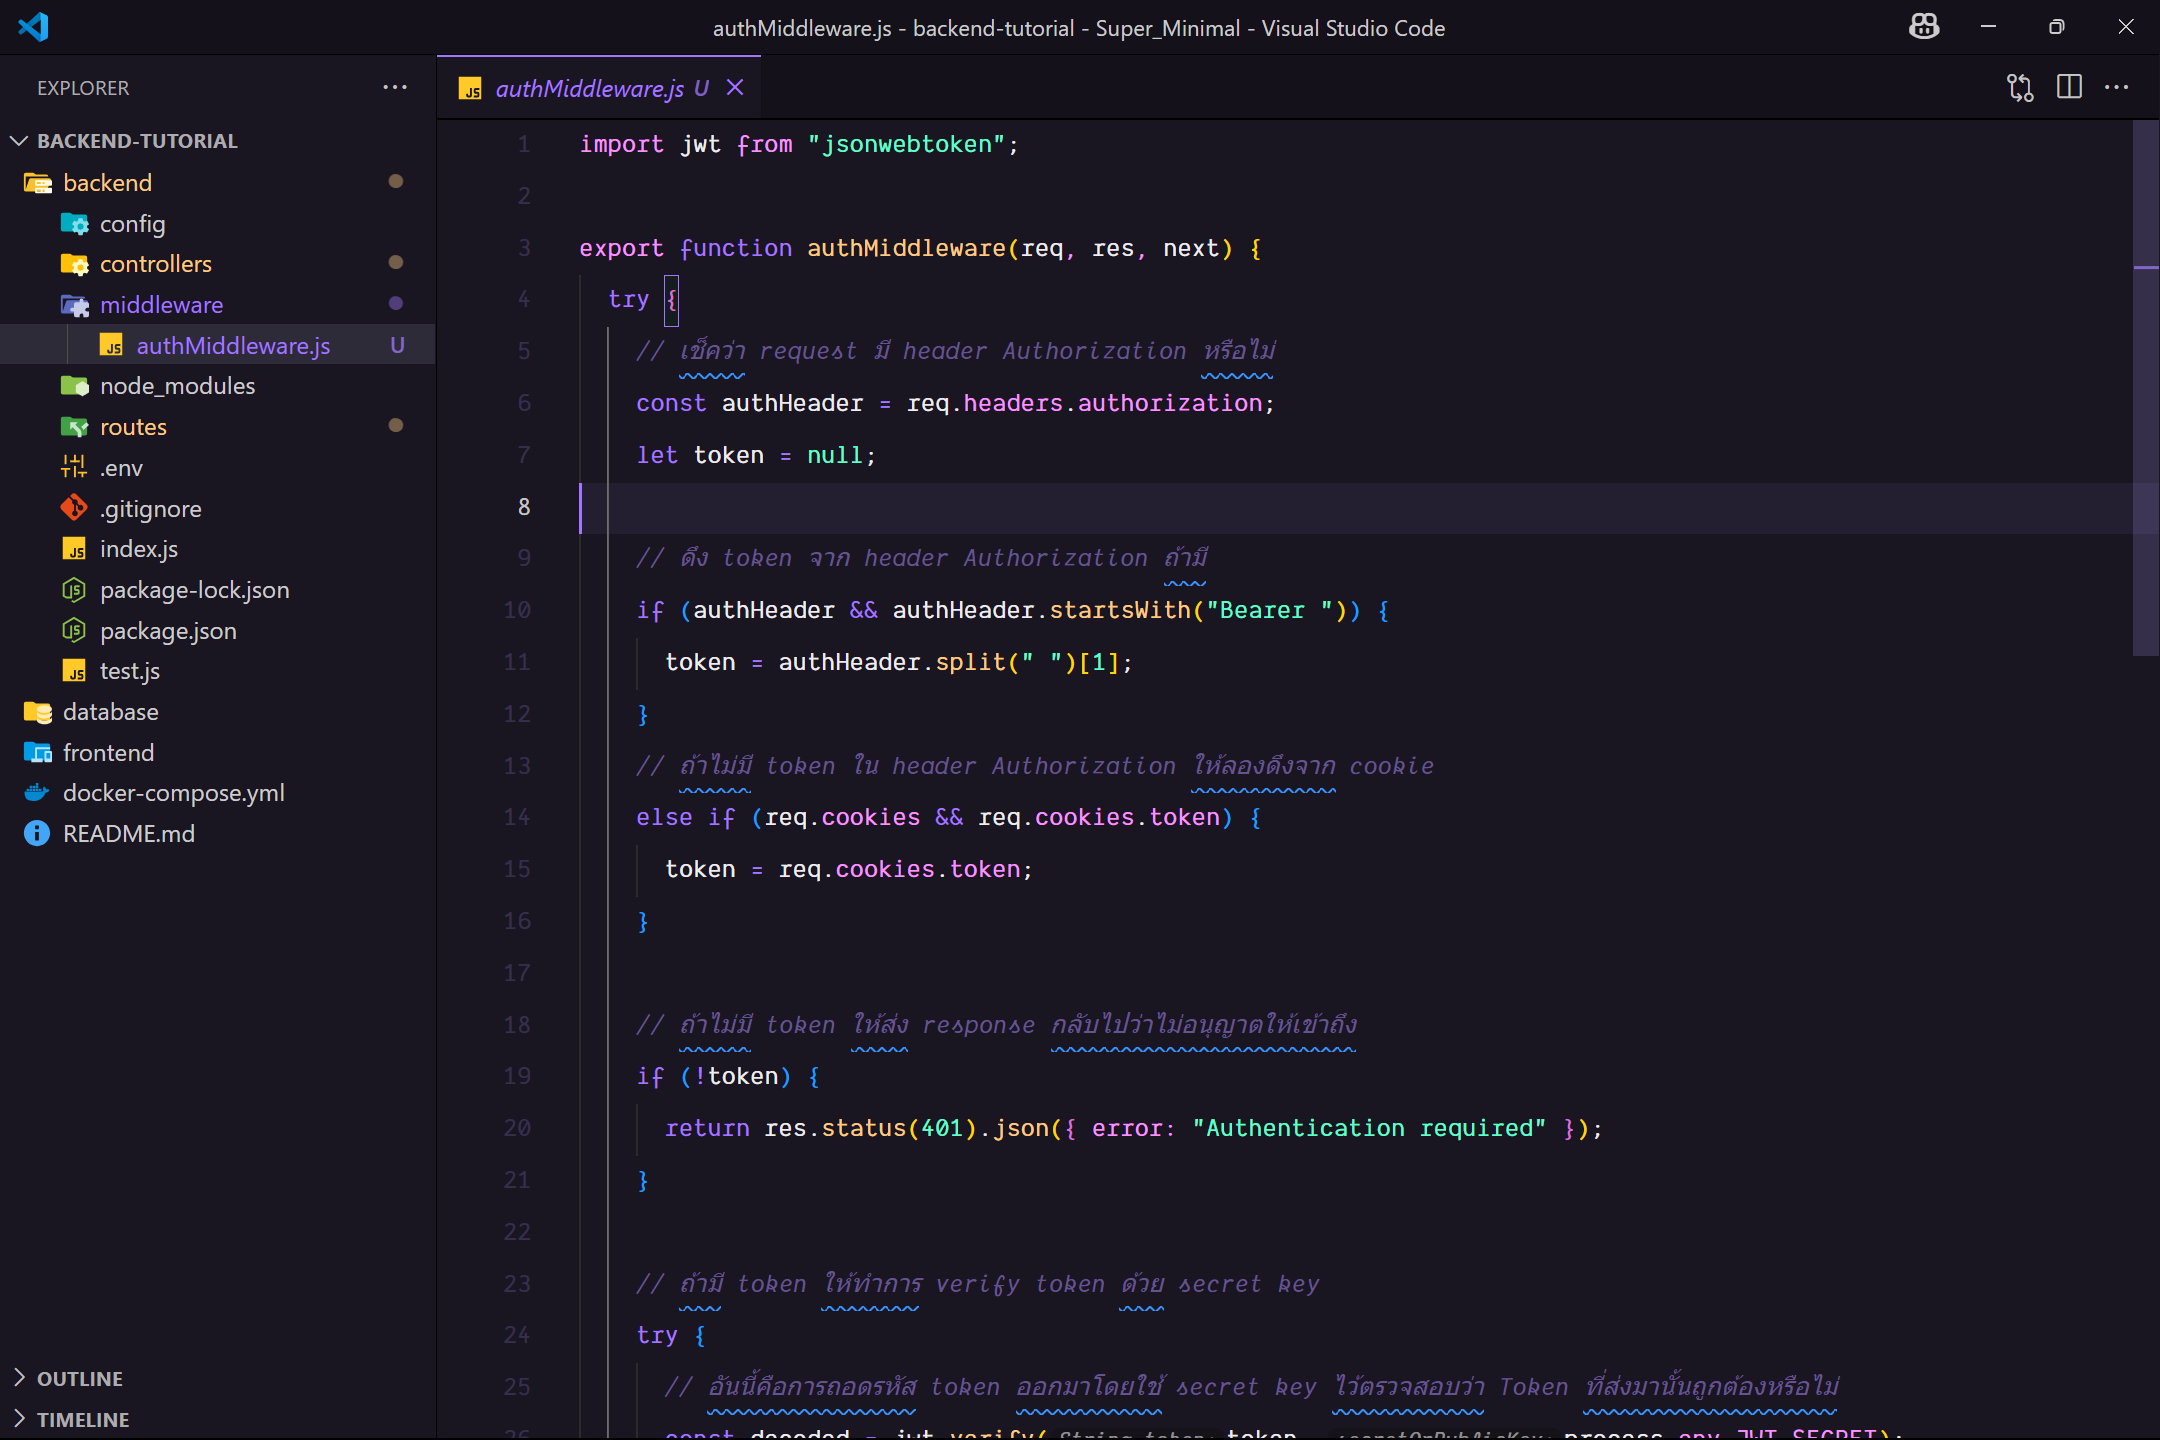 authMiddleware.js - backend-tutorial - Super_Minimal - Visual Studio Code
EXPLORER
BACKEND-TUTORIAL
backend
config
controllers
middleware
authMiddleware.js U
node_modules
routes
.env
.gitignore
index.js
package-lock.json
package.json
test.js
database
frontend
docker-compose.yml
README.md
OUTLINE
TIMELINE
authMiddleware.js U
1 import jwt from "jsonwebtoken";
2
3 export function authMiddleware(req, res, next) {
4 try {
5 // เช็คว่า request มี header Authorization หรือไม่
6 const authHeader = req.headers.authorization;
7 let token = null;
8
9 // ดึง token จาก header Authorization ถ้ามี
10 if (authHeader && authHeader.startsWith("Bearer ")) {
11 token = authHeader.split(" ")[1];
12 }
13 // ถ้าไม่มี token ใน header Authorization ให้ลองดึงจาก cookie
14 else if (req.cookies && req.cookies.token) {
15 token = req.cookies.token;
16 }
17
18 // ถ้าไม่มี token ให้ส่ง response กลับไปว่าไม่อนุญาตให้เข้าถึง
19 if (!token) {
20 return res.status(401).json({ error: "Authentication required" });
21 }
22
23 // ถ้ามี token ให้ทำการ verify token ด้วย secret key
24 try {
25 // อันนี้คือการถอดรหัส token ออกมาโดยใช้ secret key ไว้ตรวจสอบว่า Token ที่ส่งมานั้นถูกต้องหรือไม่
26 const decoded = jwt.verify( String token: token, secretOrPublicKey: process.env.JWT_SECRET);